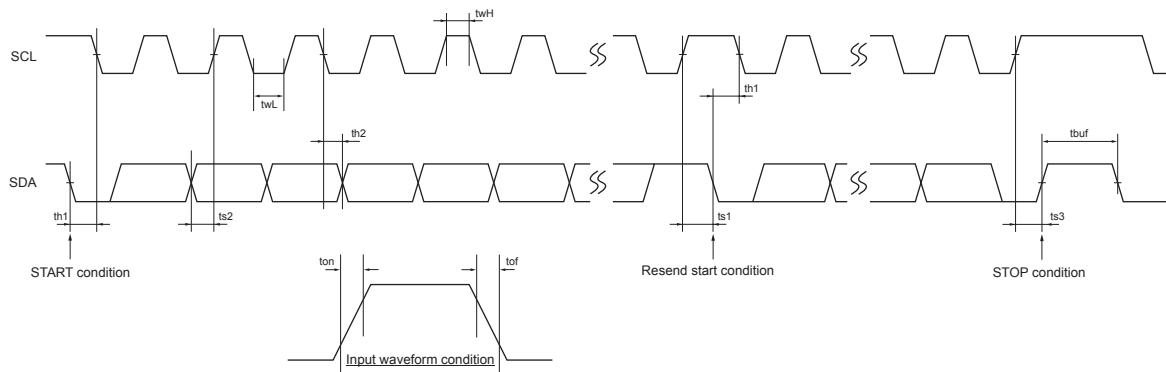 twH
SCL
twL
th1
th2
tbuf
SDA
th1
ts2
ts1
ts3
START condition
ton
tof
Resend start condition
STOP condition
Input waveform condition